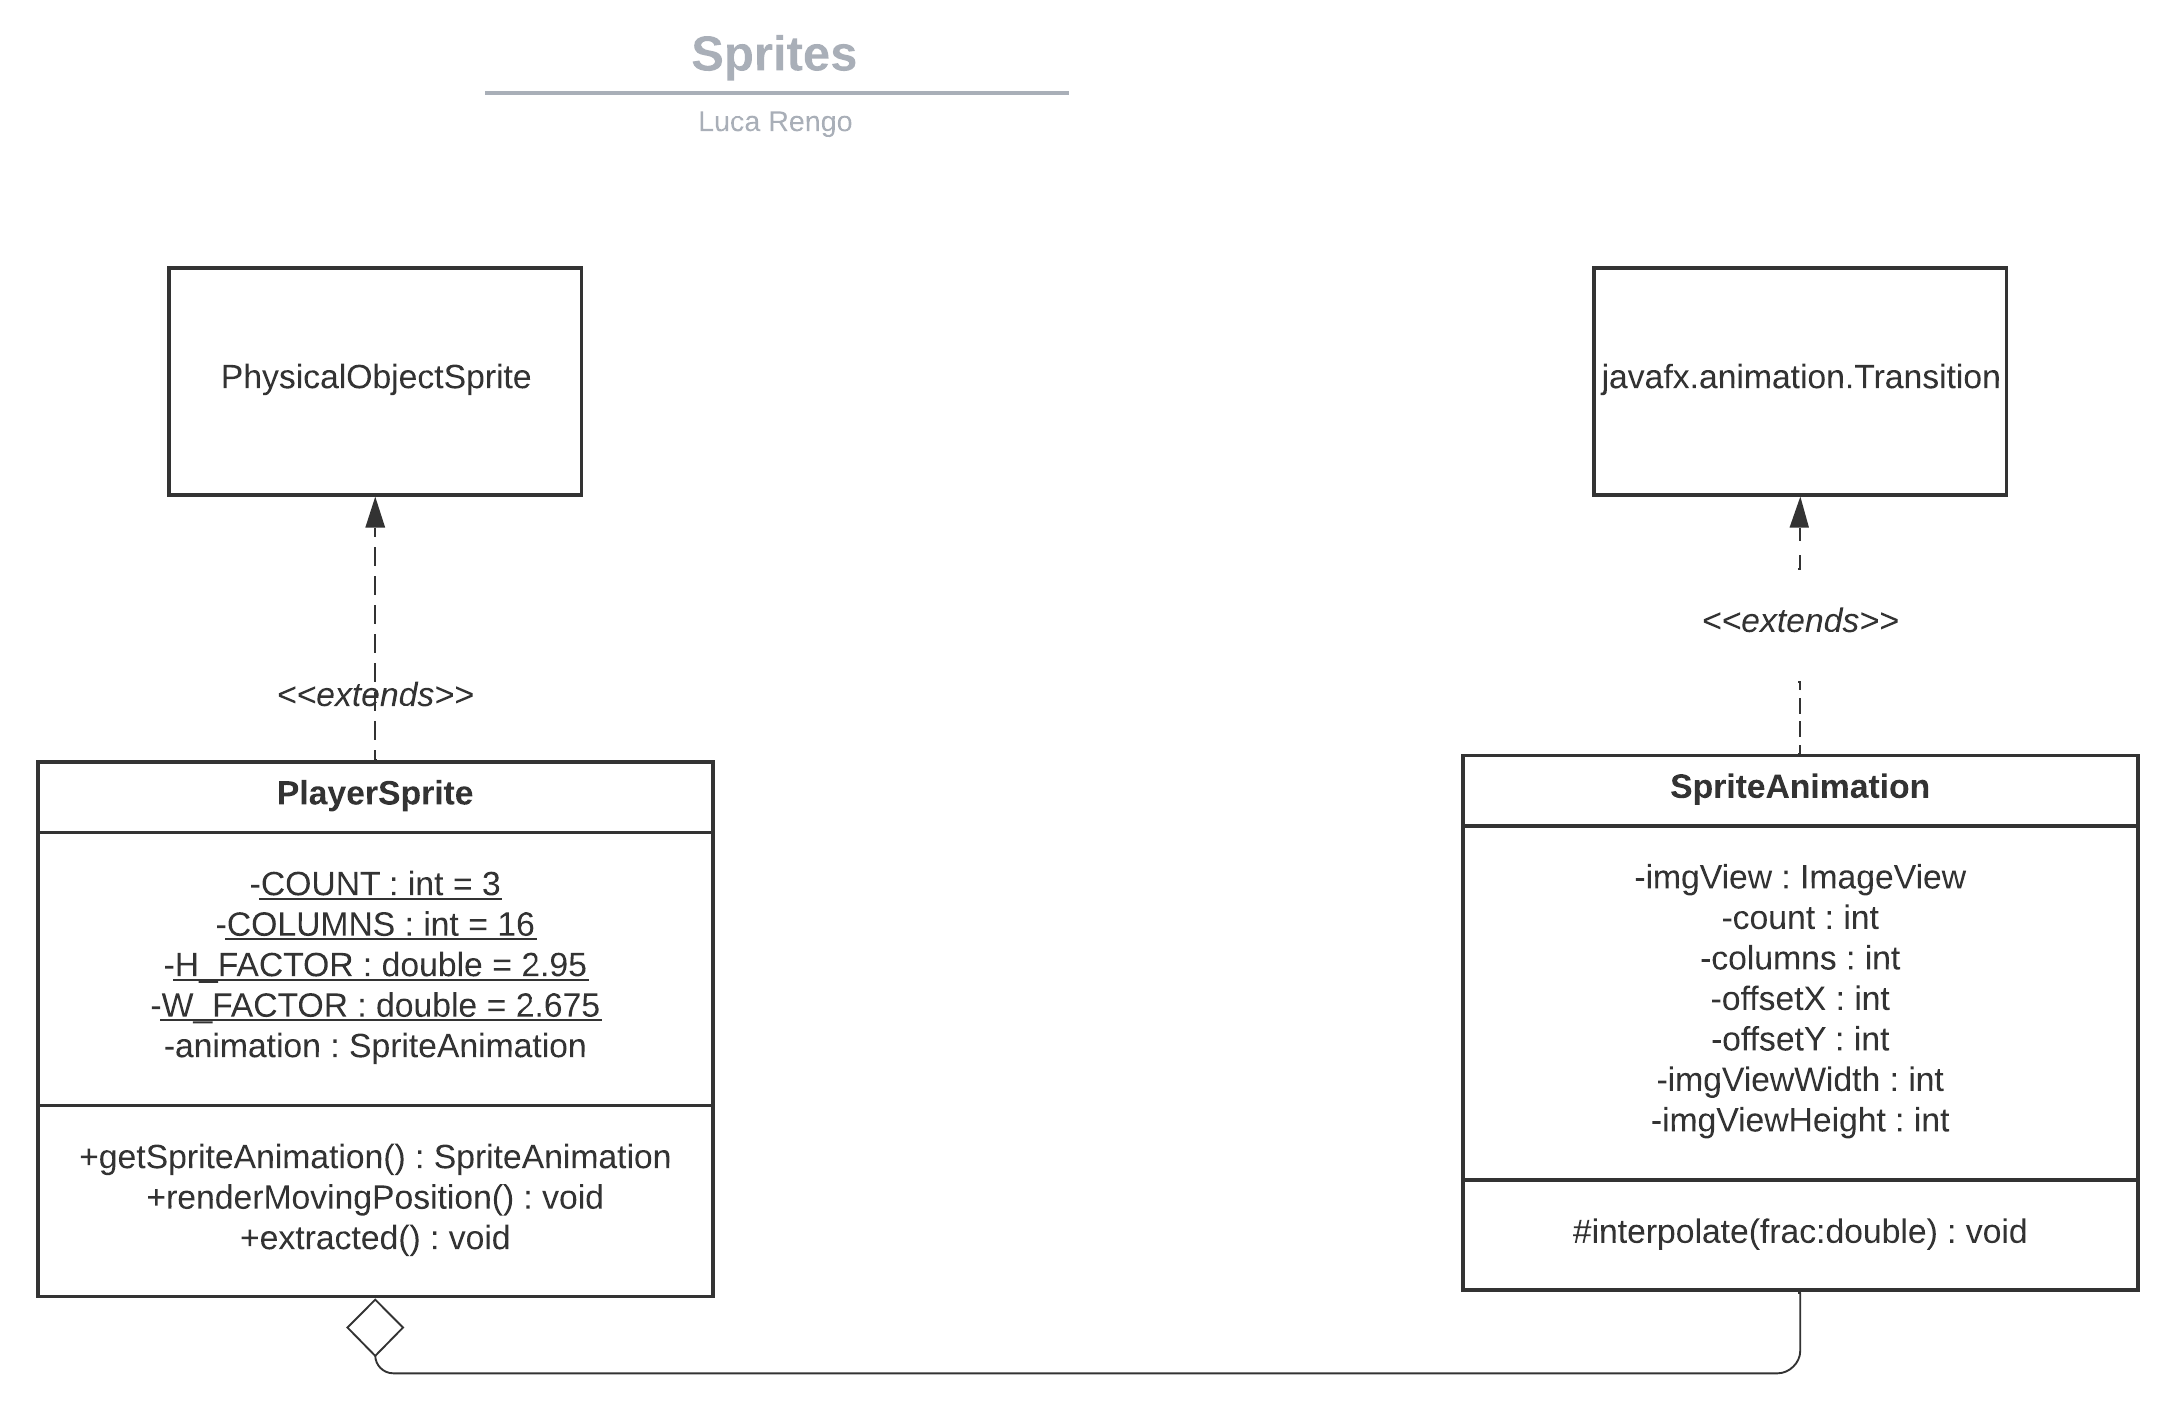 Sprites
Luca Rengo
PhysicalObjectSprite
javafx.animation.Transition
<<extends>>
<<extends>>
PlayerSprite
-COUNT : int = 3
-COLUMNS : int = 16
-H_FACTOR : double = 2.95
-W_FACTOR : double = 2.675
-animation : SpriteAnimation
+getSpriteAnimation() : SpriteAnimation
+renderMovingPosition() : void
+extracted() : void
SpriteAnimation
-imgView : ImageView
-count : int
-columns : int
-offsetX : int
-offsetY : int
-imgViewWidth : int
-imgViewHeight : int
#interpolate(frac:double) : void